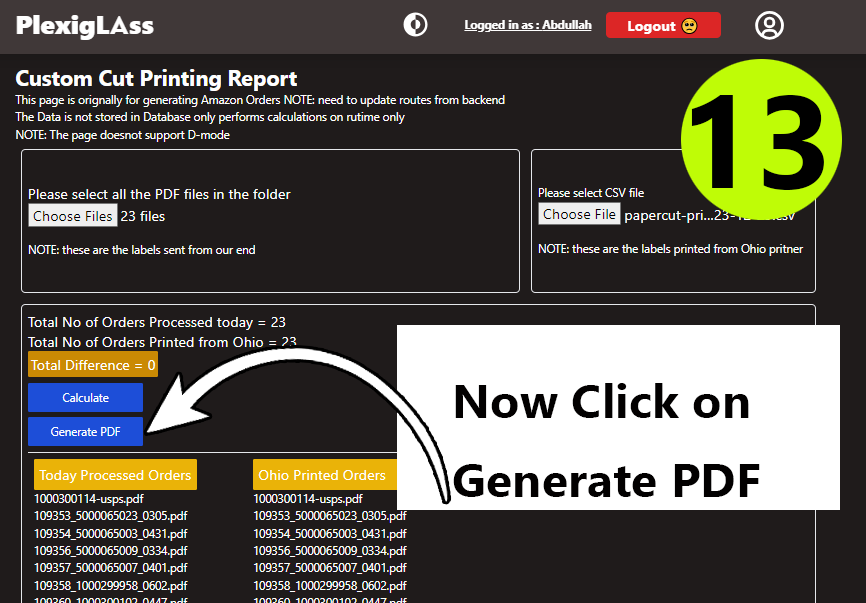 PlexigLAss
Logged in as : Abdullah
Logout
Custom Cut Printing Report
This page is orignally for generating Amazon Orders NOTE: need to update routes from backend
The Data is not stored in Database only performs calculations on rutime only
NOTE: The page doesnot support D-mode
13
Please select all the PDF files in the folder
Choose Files 23 files
NOTE: these are the labels sent from our end
Please select CSV file
Choose File papercut-pri...23-
NOTE: these are the labels printed from Ohio pritner
Total No of Orders Processed today = 23
Total No of Orders Printed from Ohio = 23
Total Difference = 0
Calculate
Generate PDF
Now Click on
Generate PDF
Today Processed Orders
1000300114-usps.pdf
109353_5000065023_0305.pdf
109354_5000065003_0431.pdf
109356_5000065009_0334.pdf
109357_5000065007_0401.pdf
109358_1000299958_0602.pdf
109360_1000300102_0447.pdf
Ohio Printed Orders
1000300114-usps.pdf
109353_5000065023_0305.pdf
109354_5000065003_0431.pdf
109356_5000065009_0334.pdf
109357_5000065007_0401.pdf
109358_1000299958_0602.pdf
109360_1000300102_0447.pdf